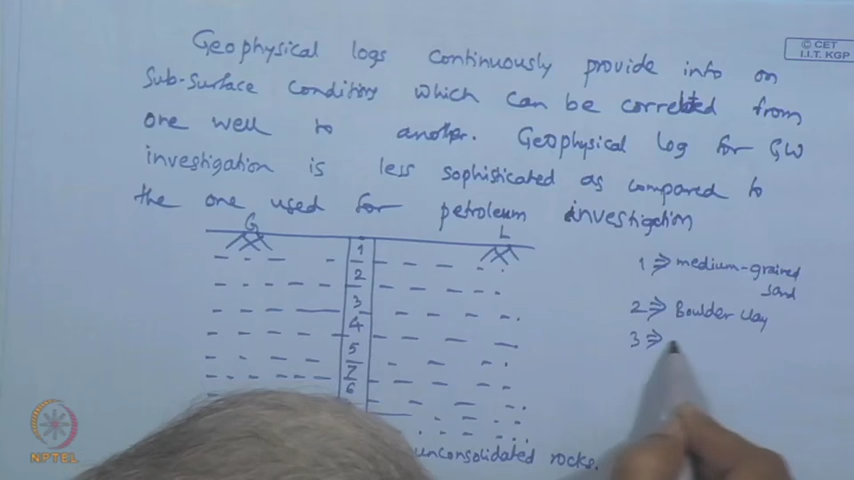 © CET
I.I.T. KGP
Geophysical logs continuously provide info on
Sub-surface condition which can be correlated from
one well to another. Geophysical log for GW
investigation is less sophisticated as compared to
the one used for petroleum investigation
G L
1
2
3
4
5
7
6
1 ⇒ medium-grained
sand
2 ⇒ Boulder clay
3 ⇒
unconsolidated rocks.
NPTEL